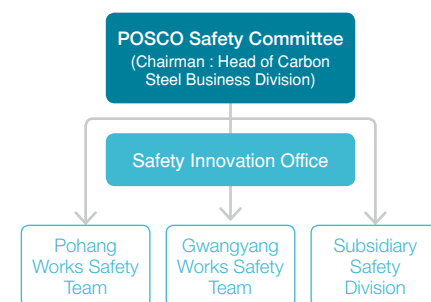 POSCO Safety Committee
(Chairman : Head of Carbon
Steel Business Division)
Safety Innovation Office
Pohang
Works Safety
Team
Gwangyang
Works Safety
Team
Subsidiary
Safety
Division